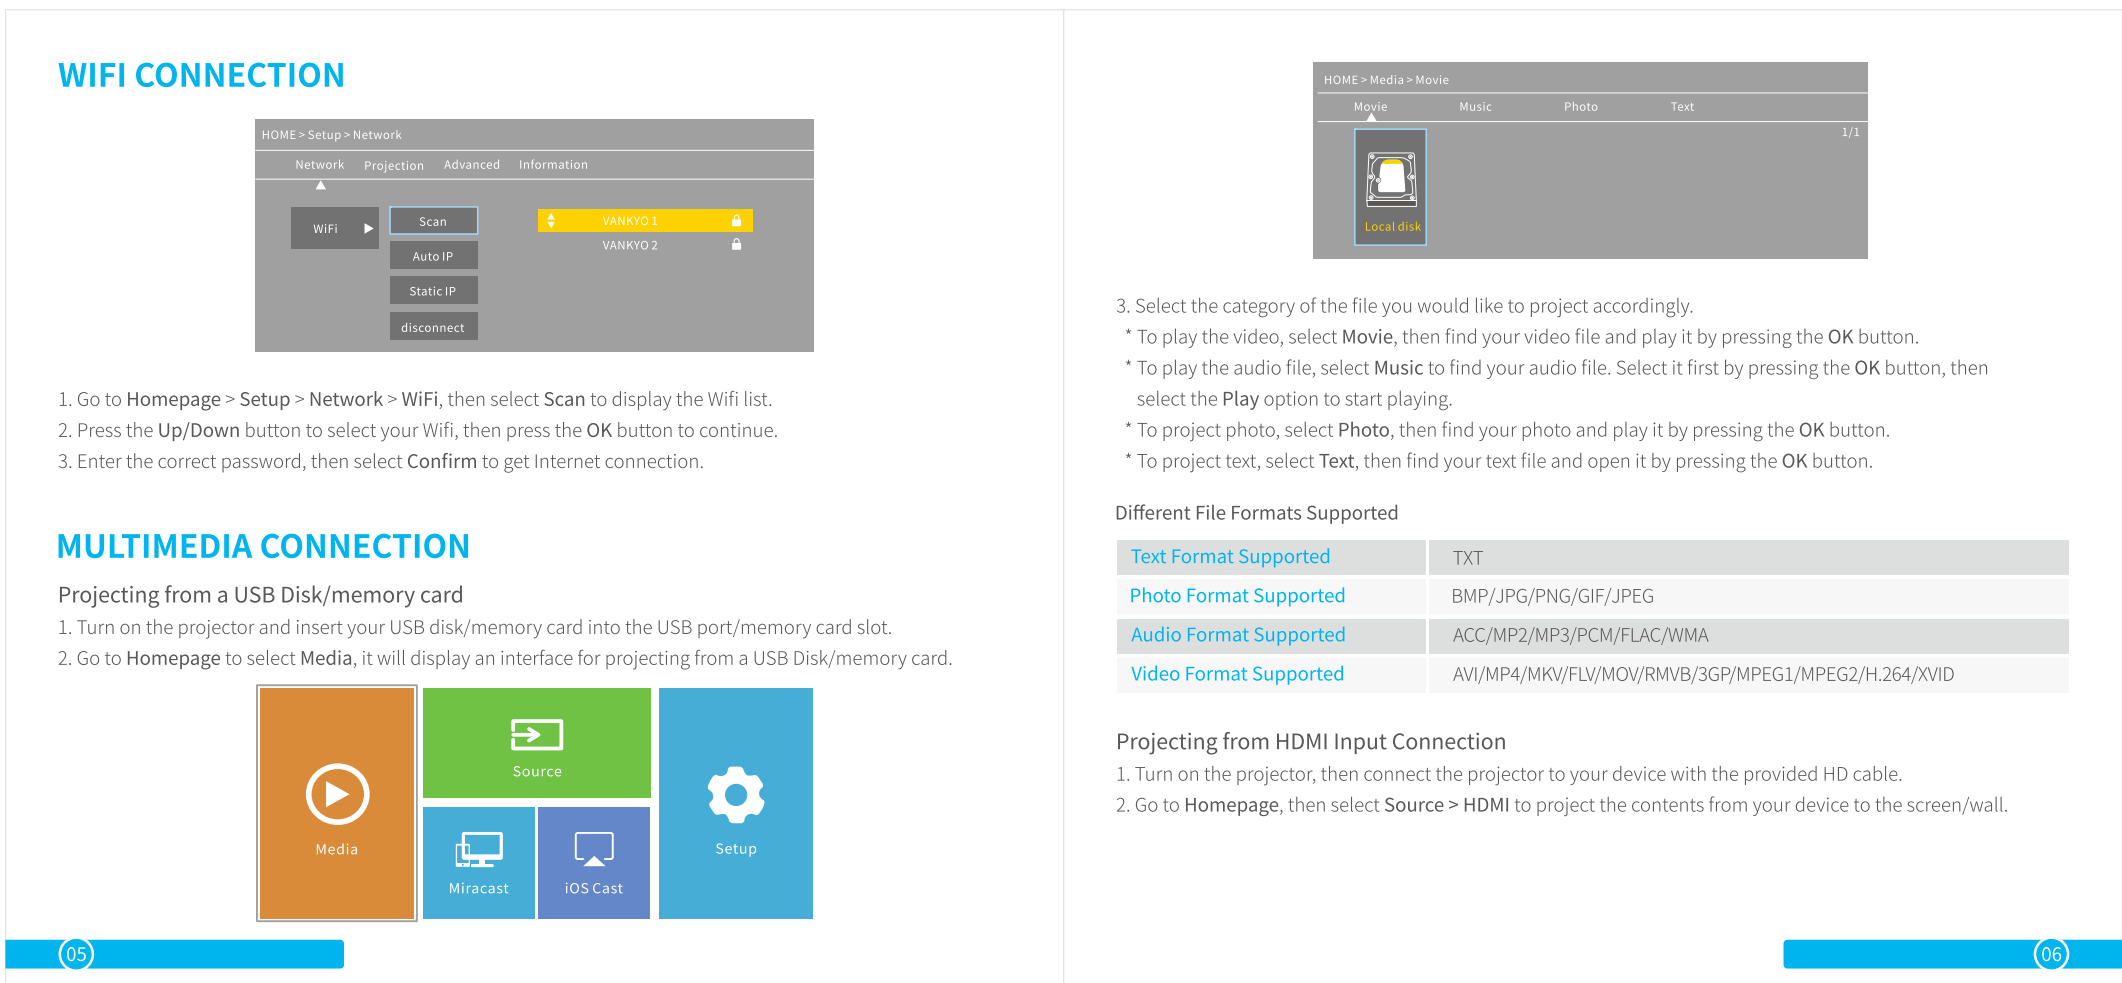 WIFI CONNECTION
HOME > Setup > Network
Network Projection Advanced Information
WiFi
Scan
Auto IP
Static IP
disconnect
VANKYO 1
VANKYO 2
1. Go to Homepage > Setup > Network > WiFi, then select Scan to display the Wifi list.
2. Press the Up/Down button to select your Wifi, then press the OK button to continue.
3. Enter the correct password, then select Confirm to get Internet connection.
MULTIMEDIA CONNECTION
Projecting from a USB Disk/memory card
1. Turn on the projector and insert your USB disk/memory card into the USB port/memory card slot.
2. Go to Homepage to select Media, it will display an interface for projecting from a USB Disk/memory card.
Media
Source
Miracast
iOS Cast
Setup
05
HOME > Media > Movie
Movie Music Photo Text
1/1
Local disk
3. Select the category of the file you would like to project accordingly.
* To play the video, select Movie, then find your video file and play it by pressing the OK button.
* To play the audio file, select Music to find your audio file. Select it first by pressing the OK button, then
select the Play option to start playing.
* To project photo, select Photo, then find your photo and play it by pressing the OK button.
* To project text, select Text, then find your text file and open it by pressing the OK button.
Different File Formats Supported
Text Format Supported TXT
Photo Format Supported BMP/JPG/PNG/GIF/JPEG
Audio Format Supported ACC/MP2/MP3/PCM/FLAC/WMA
Video Format Supported AVI/MP4/MKV/FLV/MOV/RMVB/3GP/MPEG1/MPEG2/H.264/XVID
Projecting from HDMI Input Connection
1. Turn on the projector, then connect the projector to your device with the provided HD cable.
2. Go to Homepage, then select Source > HDMI to project the contents from your device to the screen/wall.
06